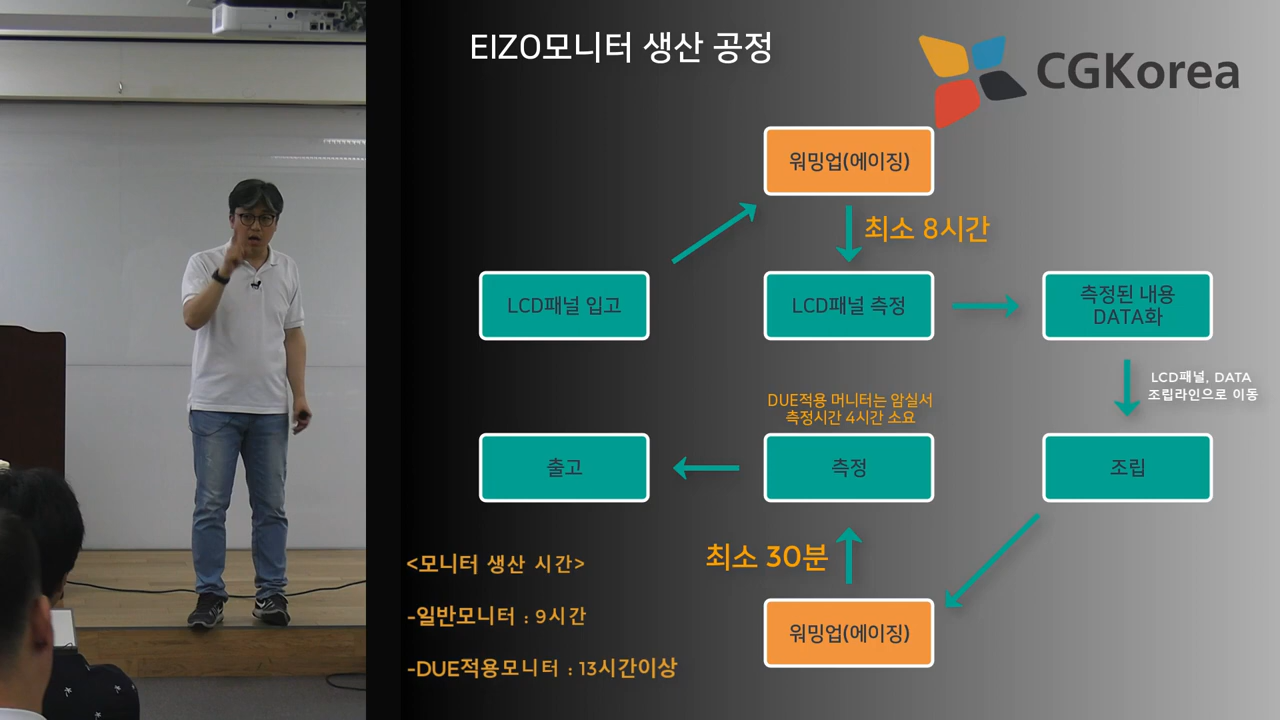 EIZO모니터 생산 공정
CGKorea
워밍업(에이징)
최소 8시간
LCD패널 입고
LCD패널 측정
측정된 내용
DATA화
LCD패널, DATA
조립라인으로 이동
DUE적용 머니터는 암실서
측정시간 4시간 소요
출고
측정
조립
최소 30분
워밍업(에이징)
<모니터 생산 시간>
-일반모니터 : 9시간
-DUE적용모니터 : 13시간이상